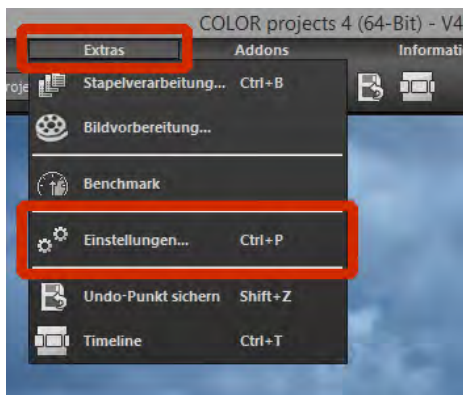 COLOR projects 4 (64-Bit) - V4
Extras Addons Informati
roje
Stapelverarbeitung... Ctrl+B
Bildvorbereitung...
Benchmark
Einstellungen... Ctrl+P
Undo-Punkt sichern Shift+Z
Timeline Ctrl+T